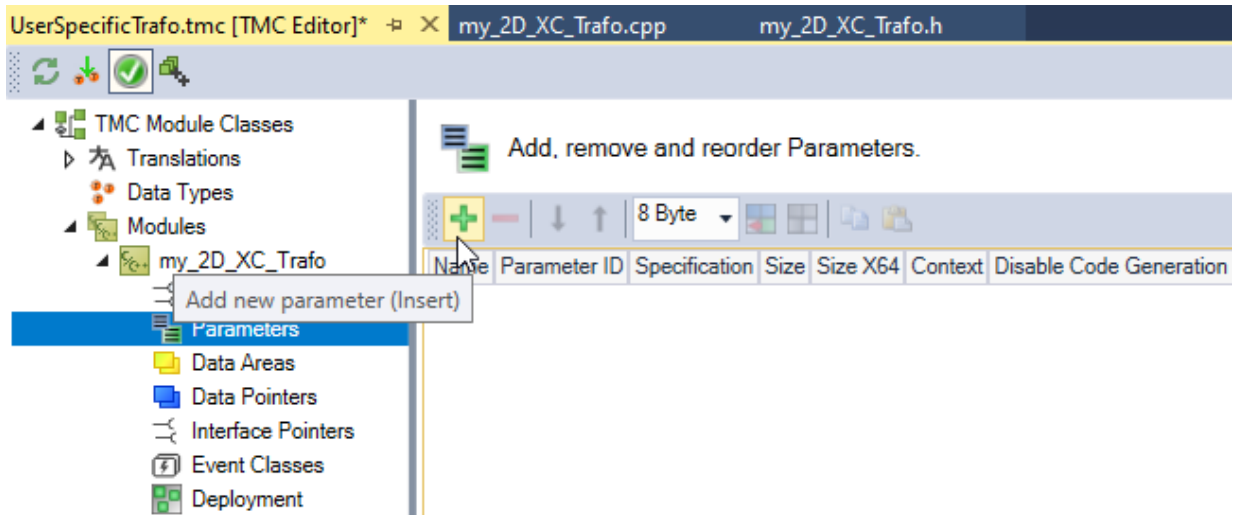 UserSpecificTrafo.tmc [TMC Editor]* my_2D_XC_Trafo.cpp my_2D_XC_Trafo.h
TMC Module Classes
Translations
Data Types
Modules
my_2D_XC_Trafo
Add new parameter (Insert)
Parameters
Data Areas
Data Pointers
Interface Pointers
Event Classes
Deployment
Add, remove and reorder Parameters.
8 Byte
Name Parameter ID Specification Size Size X64 Context Disable Code Generation